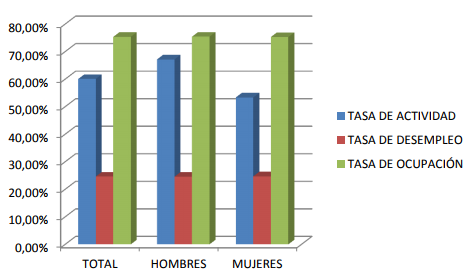 80,00%
70,00%
60,00%
50,00%
40,00%
30,00%
20,00%
10,00%
0,00%
TOTAL HOMBRES MUJERES
TASA DE ACTIVIDAD
TASA DE DESEMPLEO
TASA DE OCUPACIÓN